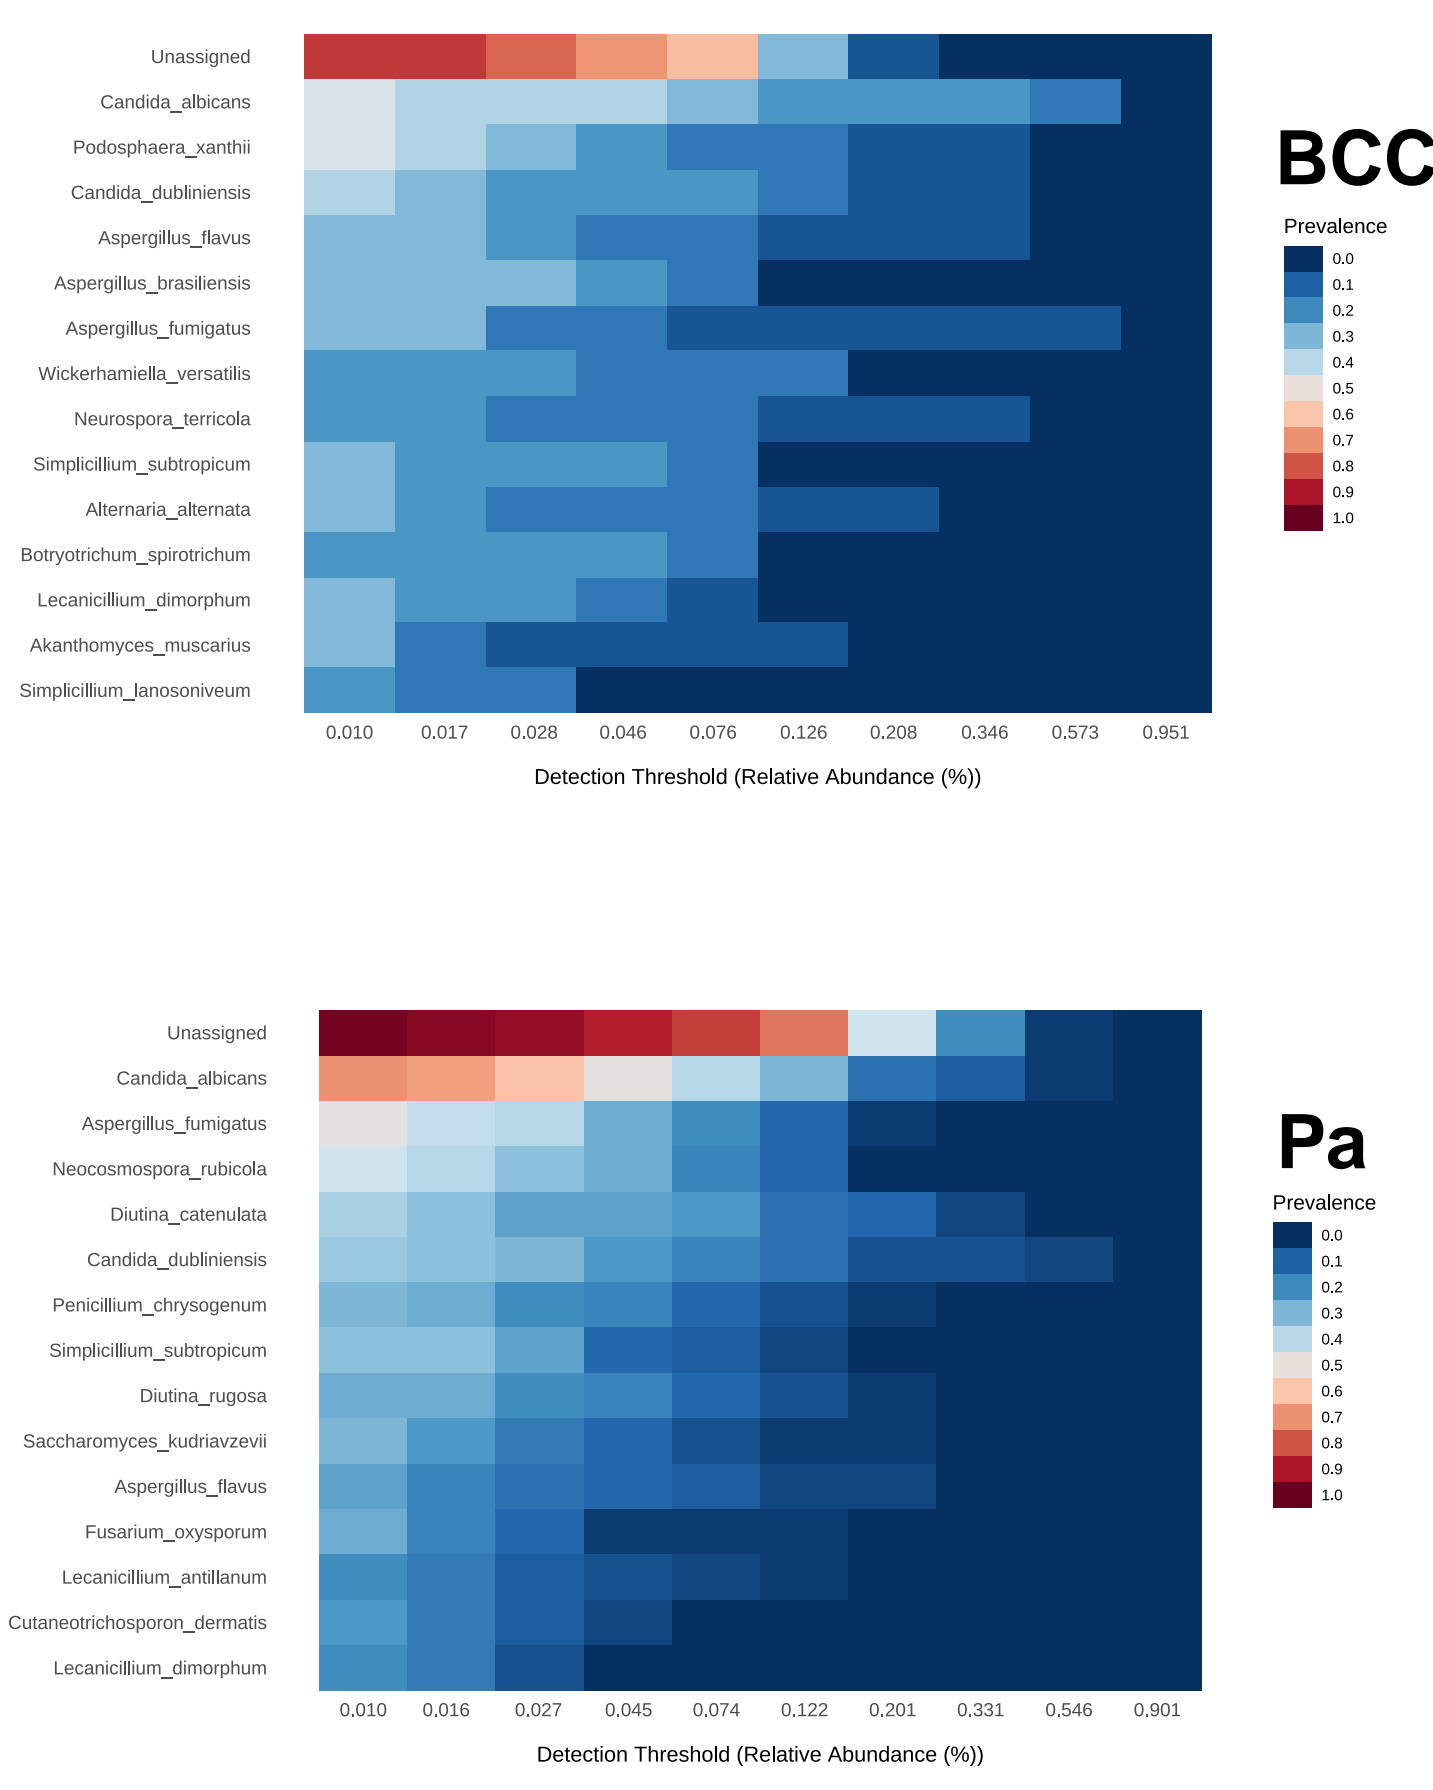 Unassigned
Candida_albicans
Podosphaera_xanthii
Candida_dubliniensis
Aspergillus_flavus
Aspergillus_brasiliensis
Aspergillus_fumigatus
Wickerhamiella_versatilis
Neurospora_terricola
Simplicillium_subtropicum
Alternaria_alternata
Botryotrichum_spirotrichum
Lecanicillium_dimorphum
Akanthomyces_muscarius
Simplicillium_lanosoniveum
0.010 0.017 0.028 0.046 0.076 0.126 0.208 0.346 0.573 0.951
Detection Threshold (Relative Abundance (%))
BCC
Prevalence
0.0
0.1
0.2
0.3
0.4
0.5
0.6
0.7
0.8
0.9
1.0
Unassigned
Candida_albicans
Aspergillus_fumigatus
Neocosmospora_rubicola
Diutina_catenulata
Candida_dubliniensis
Penicillium_chrysogenum
Simplicillium_subtropicum
Diutina_rugosa
Saccharomyces_kudriavzevii
Aspergillus_flavus
Fusarium_oxysporum
Lecanicillium_antillanum
Cutaneotrichosporon_dermatis
Lecanicillium_dimorphum
0.010 0.016 0.027 0.045 0.074 0.122 0.201 0.331 0.546 0.901
Detection Threshold (Relative Abundance (%))
Pa
Prevalence
0.0
0.1
0.2
0.3
0.4
0.5
0.6
0.7
0.8
0.9
1.0